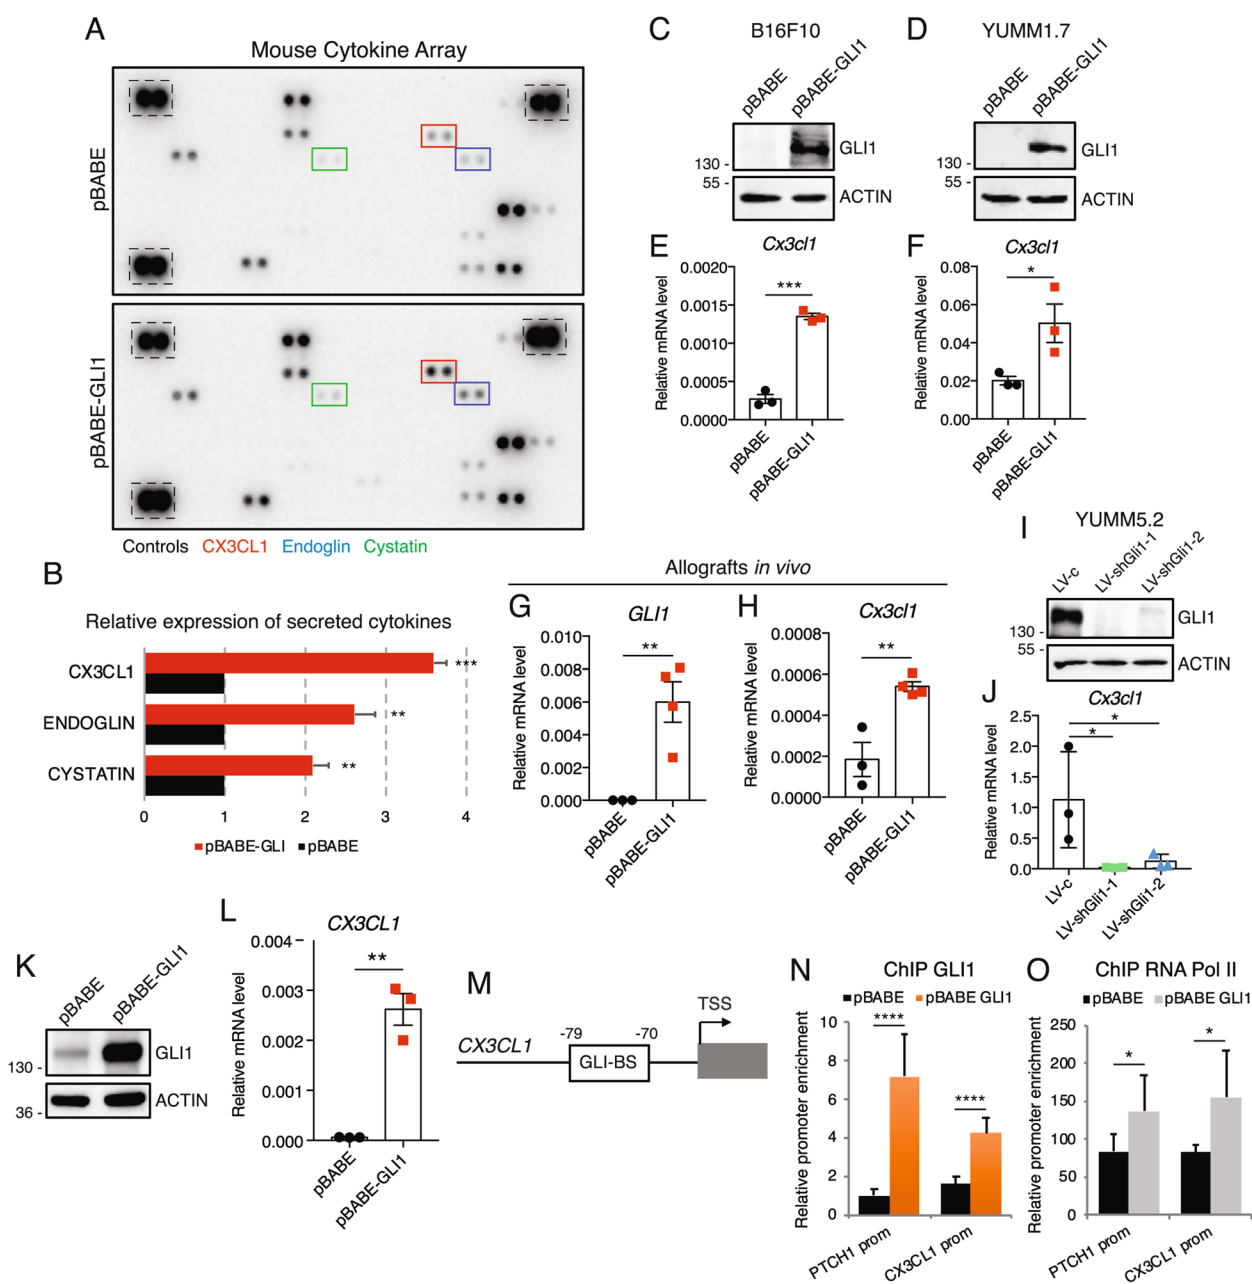 A
Mouse Cytokine Array
pBABE
pBABE-GLI1
Controls CX3CL1 Endoglin Cystatin
B
Relative expression of secreted cytokines
CX3CL1
***
ENDOGLIN
**
CYSTATIN
**
0 1 2 3 4
pBABE-GLI pBABE
C
B16F10
pBABE
pBABE-GLI1
GLI1
130 -
55 -
ACTIN
D
YUMM1.7
pBABE
pBABE-GLI1
GLI1
130 -
55 -
ACTIN
E
Cx3cl1
Relative mRNA level
0.0020
0.0015
0.0010
0.0005
0.0000
***
pBABE
pBABE-GLI1
F
Cx3cl1
Relative mRNA level
0.08
0.06
0.04
0.02
0.00
*
pBABE
pBABE-GLI1
Allografts in vivo
G
GLI1
Relative mRNA level
0.010
0.008
0.006
0.004
0.002
0.000
**
pBABE
pBABE-GLI1
H
Cx3cl1
Relative mRNA level
0.0008
0.0006
0.0004
0.0002
0.0000
**
pBABE
pBABE-GLI1
I
YUMM5.2
LV-c
LV-shGli1-1
LV-shGli1-2
GLI1
130 -
55 -
ACTIN
J
Cx3cl1
Relative mRNA level
2.5
2.0
1.5
1.0
0.5
0.0
*
*
LV-c
LV-shGli1-1
LV-shGli1-2
K
pBABE
pBABE-GLI1
GLI1
130 -
ACTIN
36 -
L
CX3CL1
Relative mRNA level
0.004
0.003
0.002
0.001
0.000
**
pBABE
pBABE-GLI1
M
CX3CL1
-79 -70
GLI-BS
TSS
N
ChIP GLI1
pBABE pBABE GLI1
Relative promoter enrichment
10
8
6
4
2
0
****
****
PTCH1 prom
CX3CL1 prom
O
ChIP RNA Pol II
pBABE pBABE GLI1
Relative promoter enrichment
250
200
150
100
50
0
*
*
PTCH1 prom
CX3CL1 prom